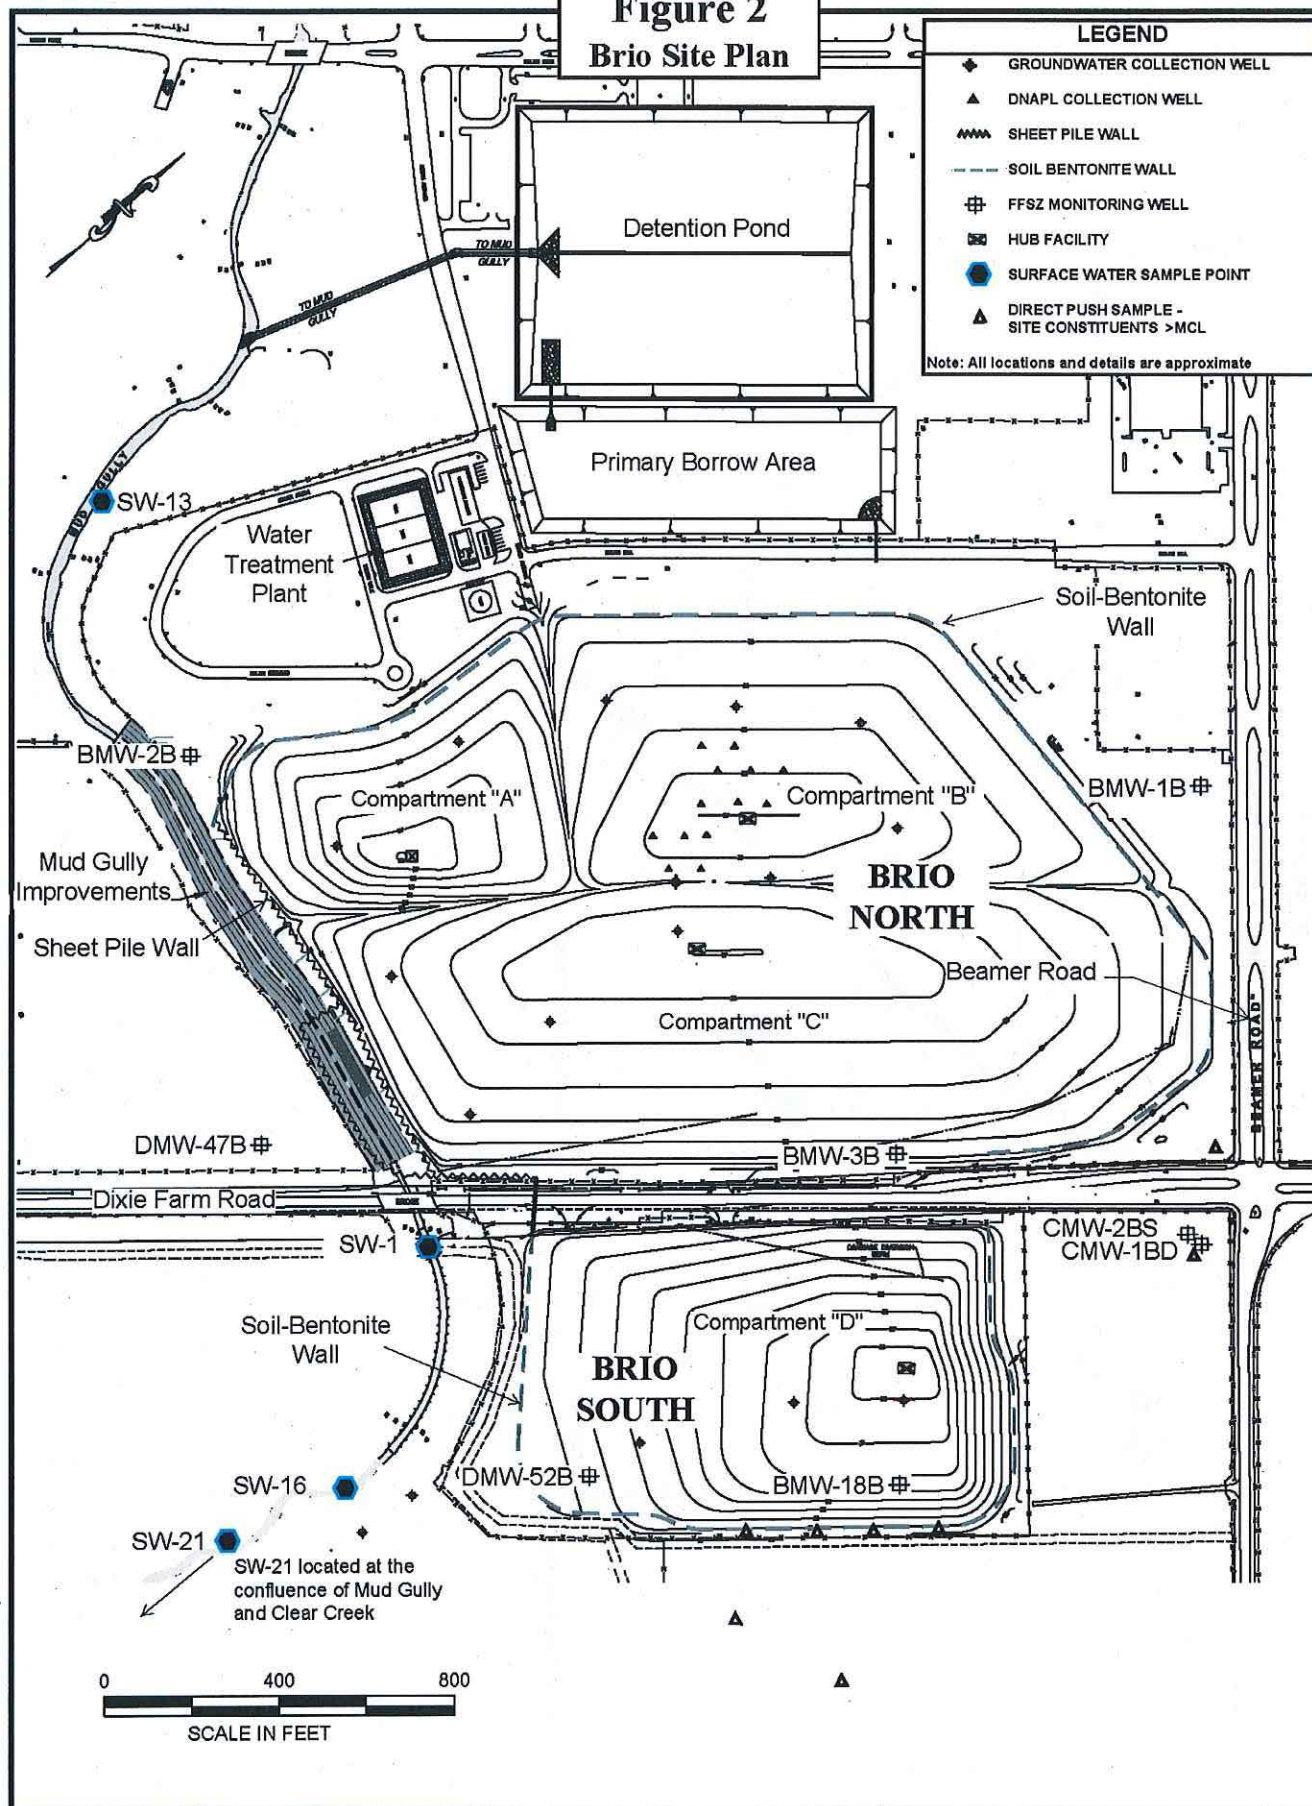 Figure 2
Brio Site Plan
LEGEND
GROUNDWATER COLLECTION WELL
DNAPL COLLECTION WELL
SHEET PILE WALL
SOIL BENTONITE WALL
FFSZ MONITORING WELL
HUB FACILITY
SURFACE WATER SAMPLE POINT
DIRECT PUSH SAMPLE -
SITE CONSTITUENTS >MCL
Note: All locations and details are approximate
Detention Pond
TO MUD
GULLY
TO MUD
GULLY
Primary Borrow Area
MUD GULLY
SW-13
Water
Treatment
Plant
Soil-Bentonite
Wall
BMW-2B
BMW-1B
Compartment "A"
Compartment "B"
Mud Gully
Improvements
BRIO
NORTH
Sheet Pile Wall
Beamer Road
Compartment "C"
BEAMER ROAD
DMW-47B
BMW-3B
Dixie Farm Road
BRIDGE
SW-1
CMW-2BS
CMW-1BD
Soil-Bentonite
Wall
Compartment "D"
BRIO
SOUTH
SW-16
DMW-52B
BMW-18B
SW-21
SW-21 located at the
confluence of Mud Gully
and Clear Creek
0 400 800
SCALE IN FEET